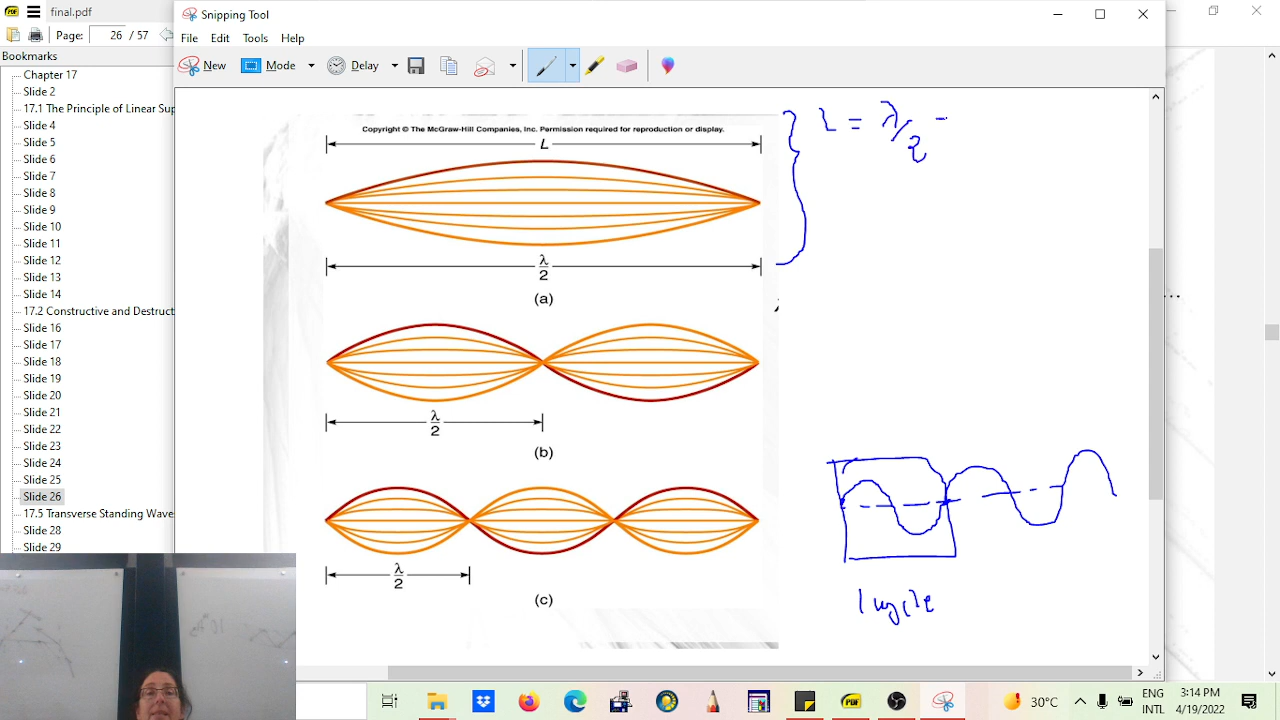 final.pdf
Snipping Tool
Page: 26 / 57
File Edit Tools Help
New Mode Delay
Bookmarks
Chapter 17
Slide 2
17.1 The Principle of Linear Sup
Slide 4
Slide 5
Slide 6
Slide 7
Slide 8
Slide 9
Slide 10
Slide 11
Slide 12
Slide 13
Slide 14
17.2 Constructive and Destruct
Slide 16
Slide 17
Slide 18
Slide 19
Slide 20
Slide 21
Slide 22
Slide 23
Slide 24
Slide 25
Slide 26
17.5 Transverse Standing Wave
Slide 28
Slide 29
Copyright © The McGraw-Hill Companies, Inc. Permission required for reproduction or display.
L
λ/2
(a)
λ/2
(b)
λ/2
(c)
L = λ/2 -
1 cycle
30°C
ENG
INTL
3:14 PM
4/19/2022